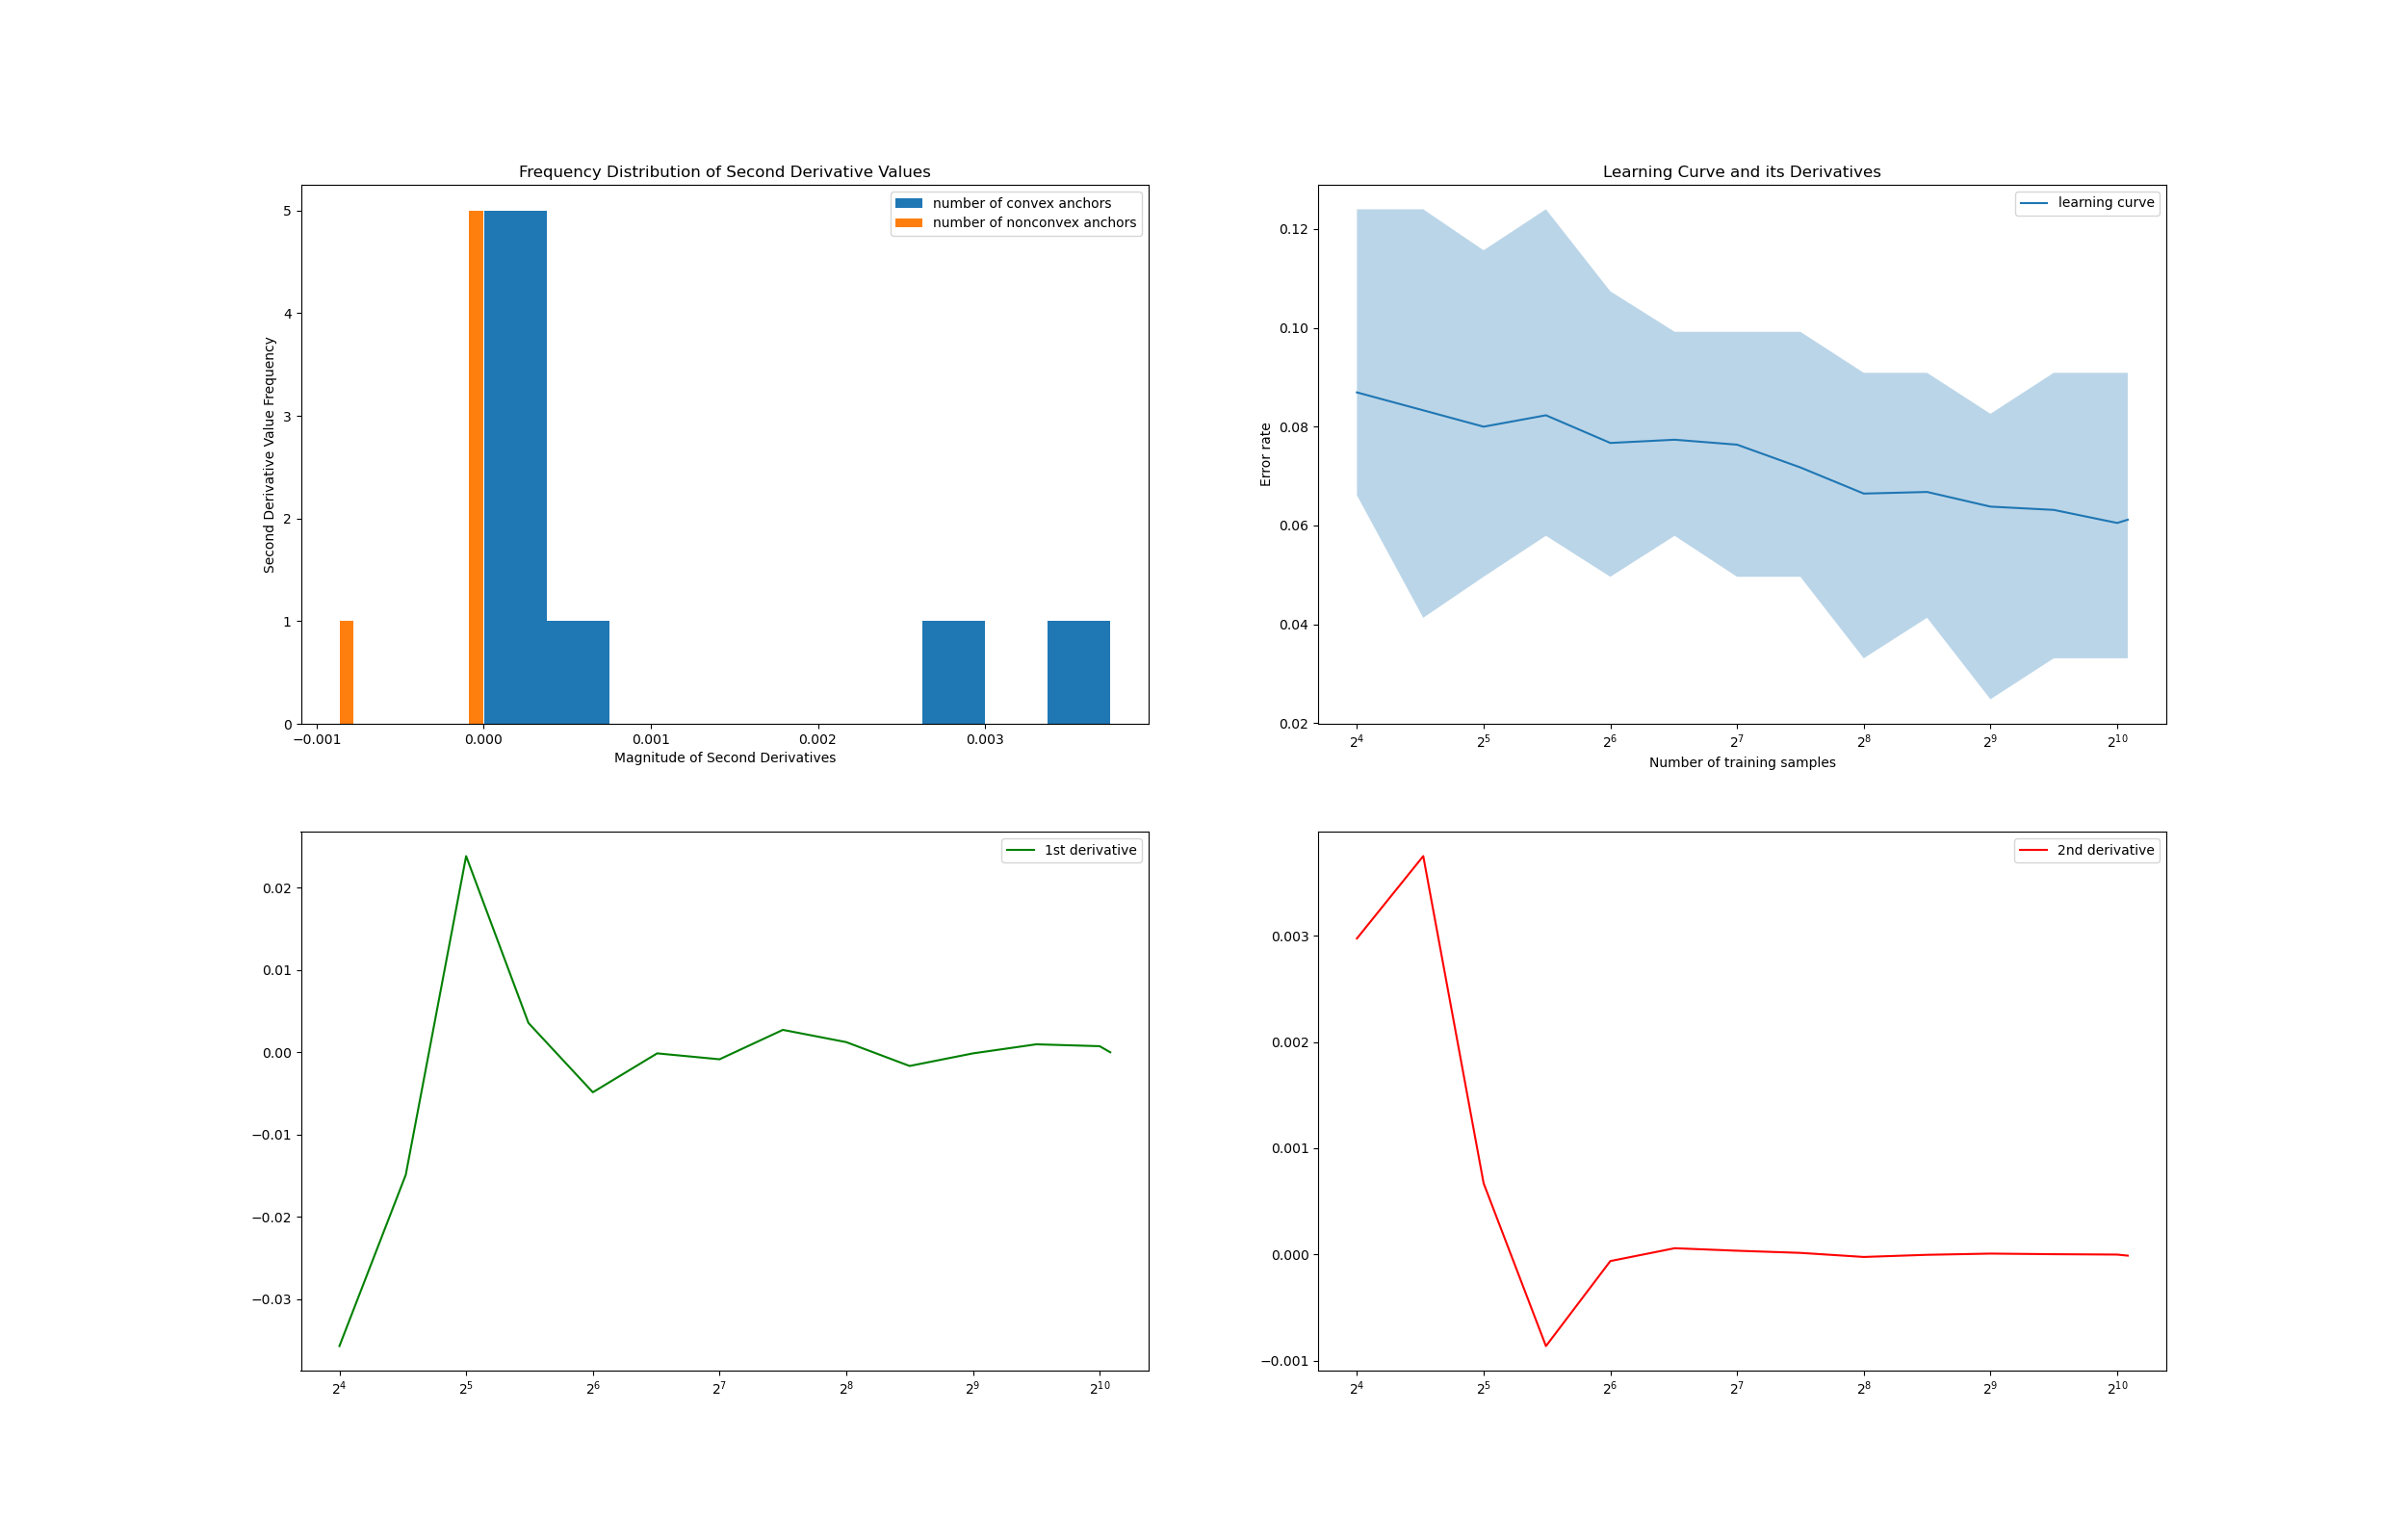 Frequency Distribution of Second Derivative Values
number of convex anchors
number of nonconvex anchors
Second Derivative Value Frequency
5
4
3
2
1
0
−0.001 0.000 0.001 0.002 0.003
Magnitude of Second Derivatives
Learning Curve and its Derivatives
learning curve
Error rate
0.12
0.10
0.08
0.06
0.04
0.02
2⁴ 2⁵ 2⁶ 2⁷ 2⁸ 2⁹ 2¹⁰
Number of training samples
1st derivative
0.02
0.01
0.00
−0.01
−0.02
−0.03
2⁴ 2⁵ 2⁶ 2⁷ 2⁸ 2⁹ 2¹⁰
2nd derivative
0.003
0.002
0.001
0.000
−0.001
2⁴ 2⁵ 2⁶ 2⁷ 2⁸ 2⁹ 2¹⁰